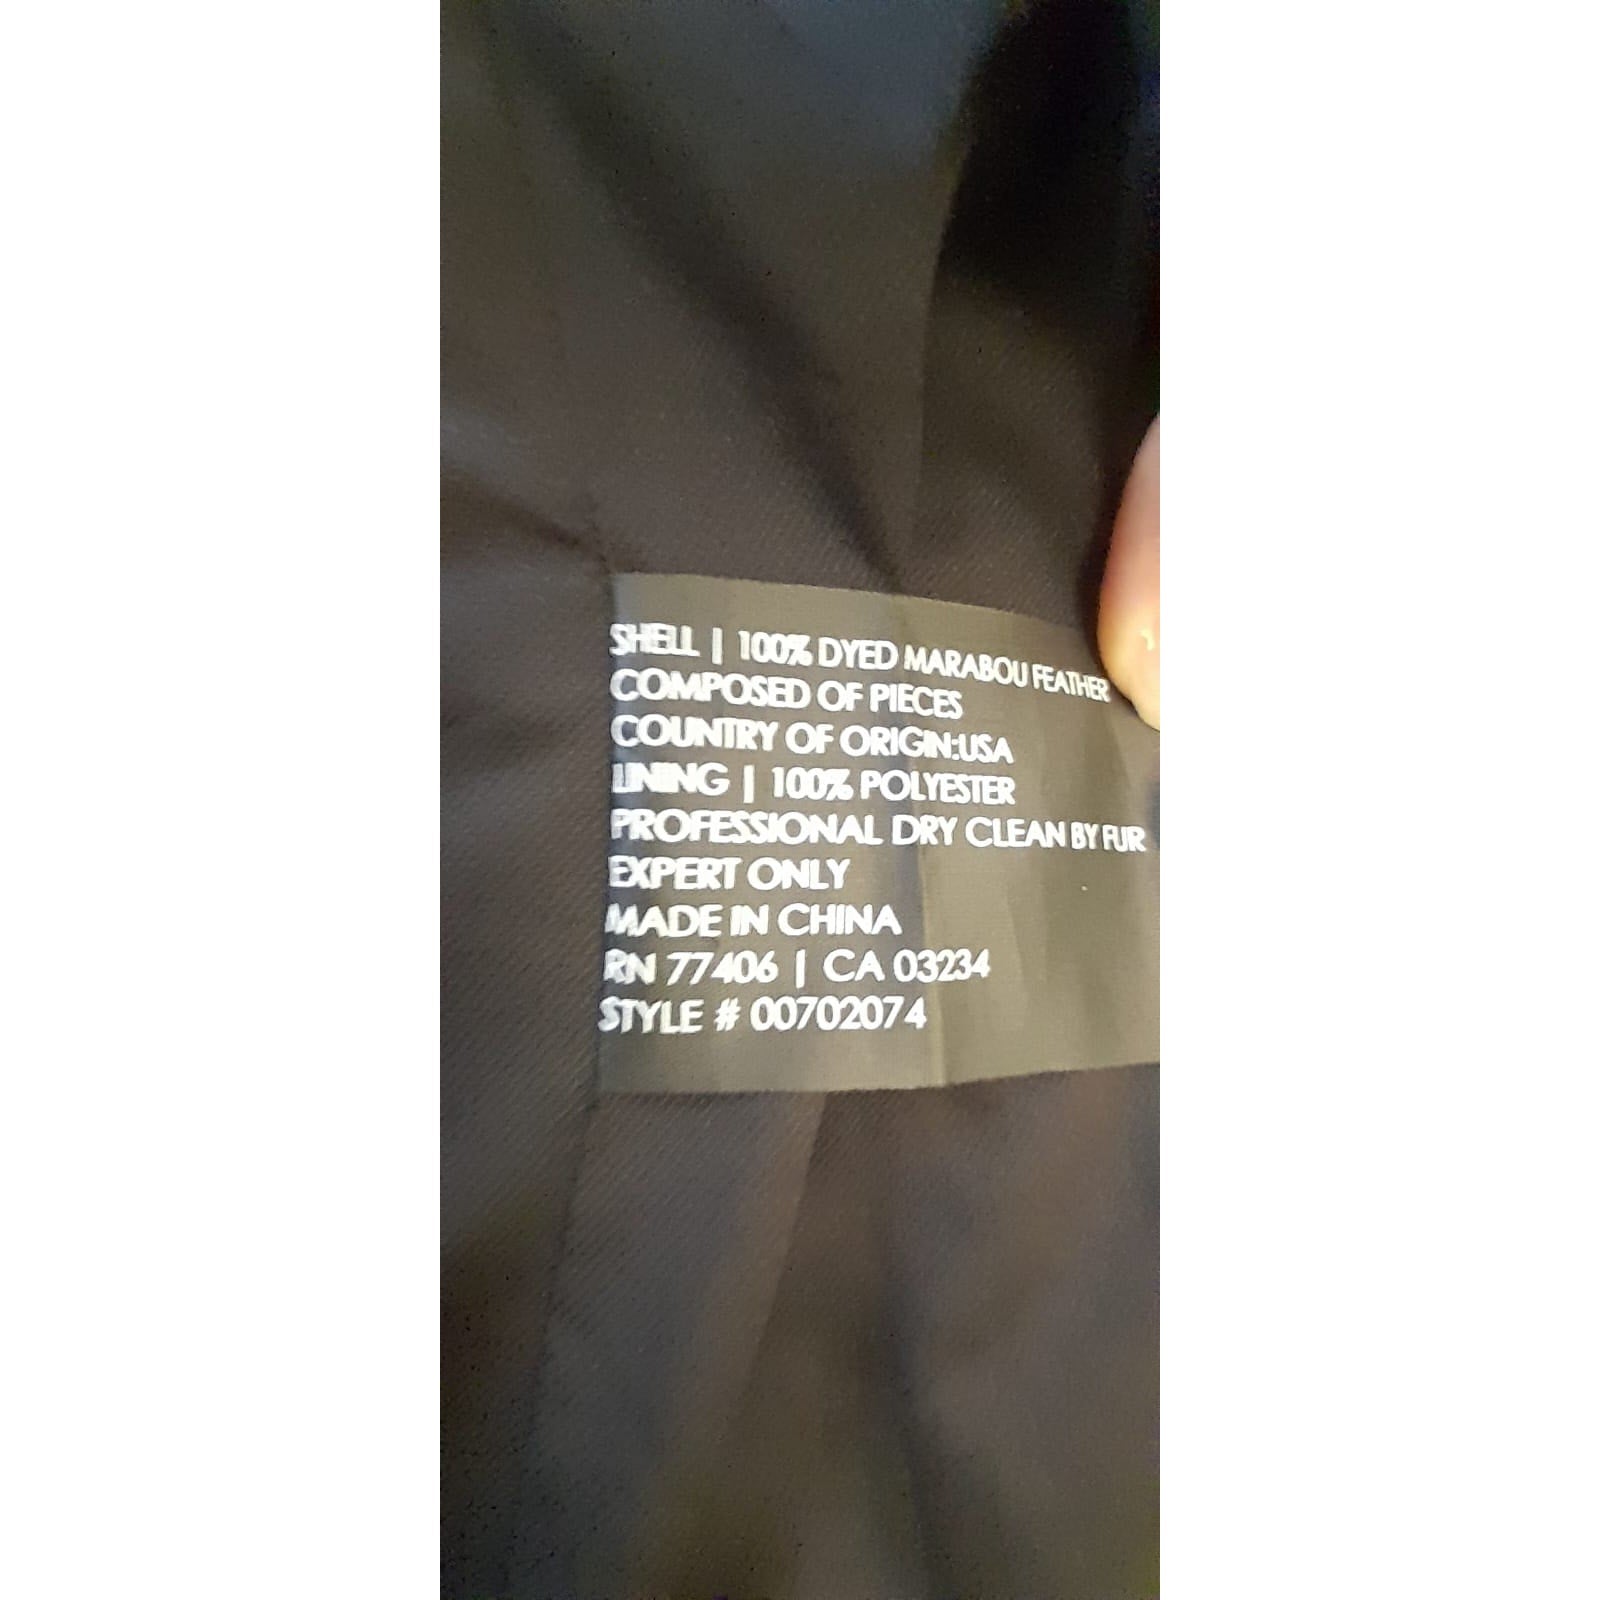 SHELL | 100% DYED MARABOU FEATHER
COMPOSED OF PIECES
COUNTRY OF ORIGIN:USA
LINING | 100% POLYESTER
PROFESSIONAL DRY CLEAN BY FUR
EXPERT ONLY
MADE IN CHINA
RN 77406 | CA 03234
STYLE # 00702074